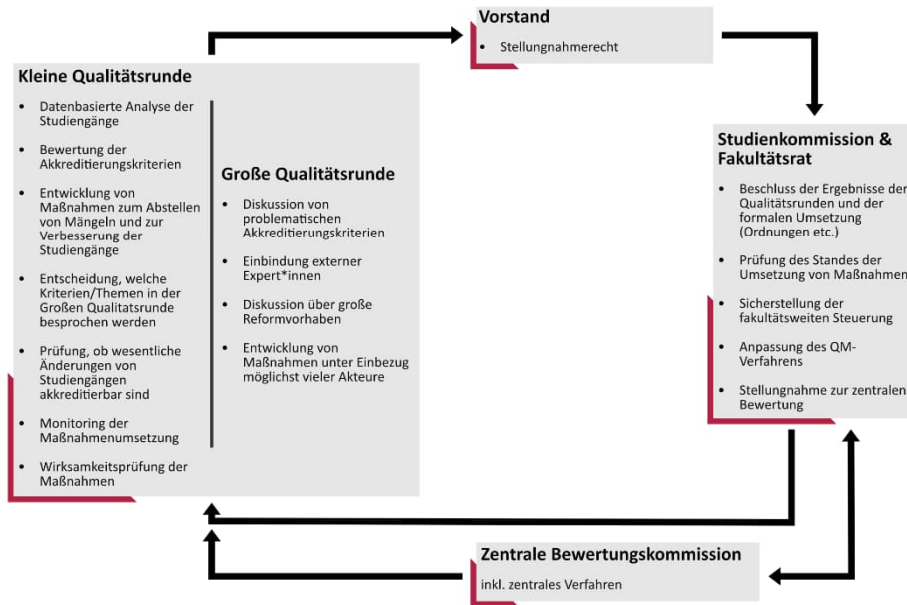 Vorstand
• Stellungnahmerecht
Kleine Qualitätsrunde
• Datenbasierte Analyse der
Studiengänge
• Bewertung der
Akkreditierungskriterien
• Entwicklung von
Maßnahmen zum Abstellen
von Mängeln und zur
Verbesserung der
Studiengänge
• Entscheidung, welche
Kriterien/Themen in der
Großen Qualitatsrunde
besprochen werden
• Prüfung, ob wesentliche
Änderungen von
Studiengängen
akkreditierbar sind
• Monitoring der
Maßnahmenumsetzung
• Wirksamkeitsprüfung der
Maßnahmen
Große Qualitätsrunde
• Diskussion von
problematischen
Akkreditierungskriterien
• Einbindung externer
Expert*innen
• Diskussion über große
Reformvorhaben
• Entwicklung von
Maßnahmen unter Einbezug
möglichst vieler Akteure
Studienkommission &
Fakultätsrat
• Beschluss der Ergebnisse der
Qualitätsrunden und der
formalen Umsetzung
(Ordnungen etc.)
• Prüfung des Standes der
Umsetzung von Maßnahmen
• Sicherstellung der
fakultätsweiten Steuerung
• Anpassung des QM-
Verfahrens
• Stellungnahme zur zentralen
Bewertung
Zentrale Bewertungskommission
inkl. zentrales Verfahren